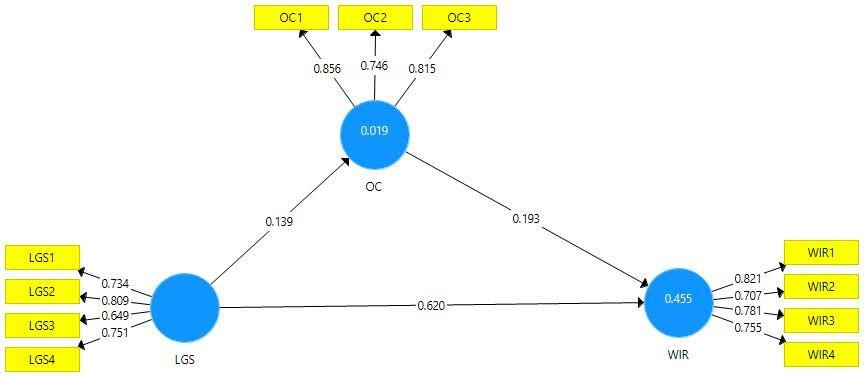 OC1 OC2 OC3
0.856 0.746 0.815
0.019
OC
0.139
0.193
LGS1
LGS2
LGS3
LGS4
0.734
0.809
0.649
0.751
LGS
0.620
0.455
WIR
0.821
0.707
0.781
0.755
WIR1
WIR2
WIR3
WIR4